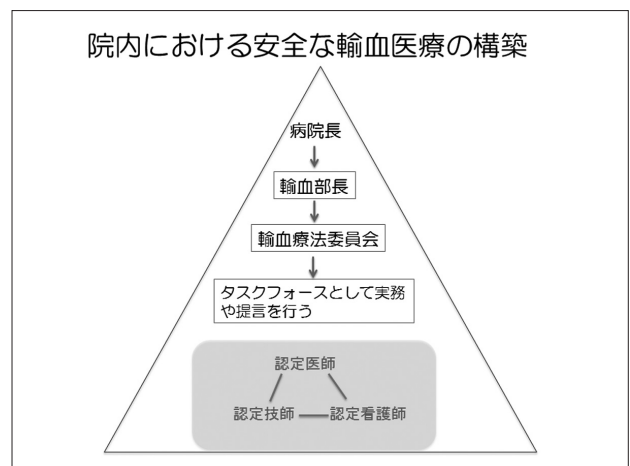 院内における安全な輸血医療の構築
病院長
輸血部長
輸血療法委員会
タスクフォースとして実務
や提言を行う
認定医師
認定技師
認定看護師